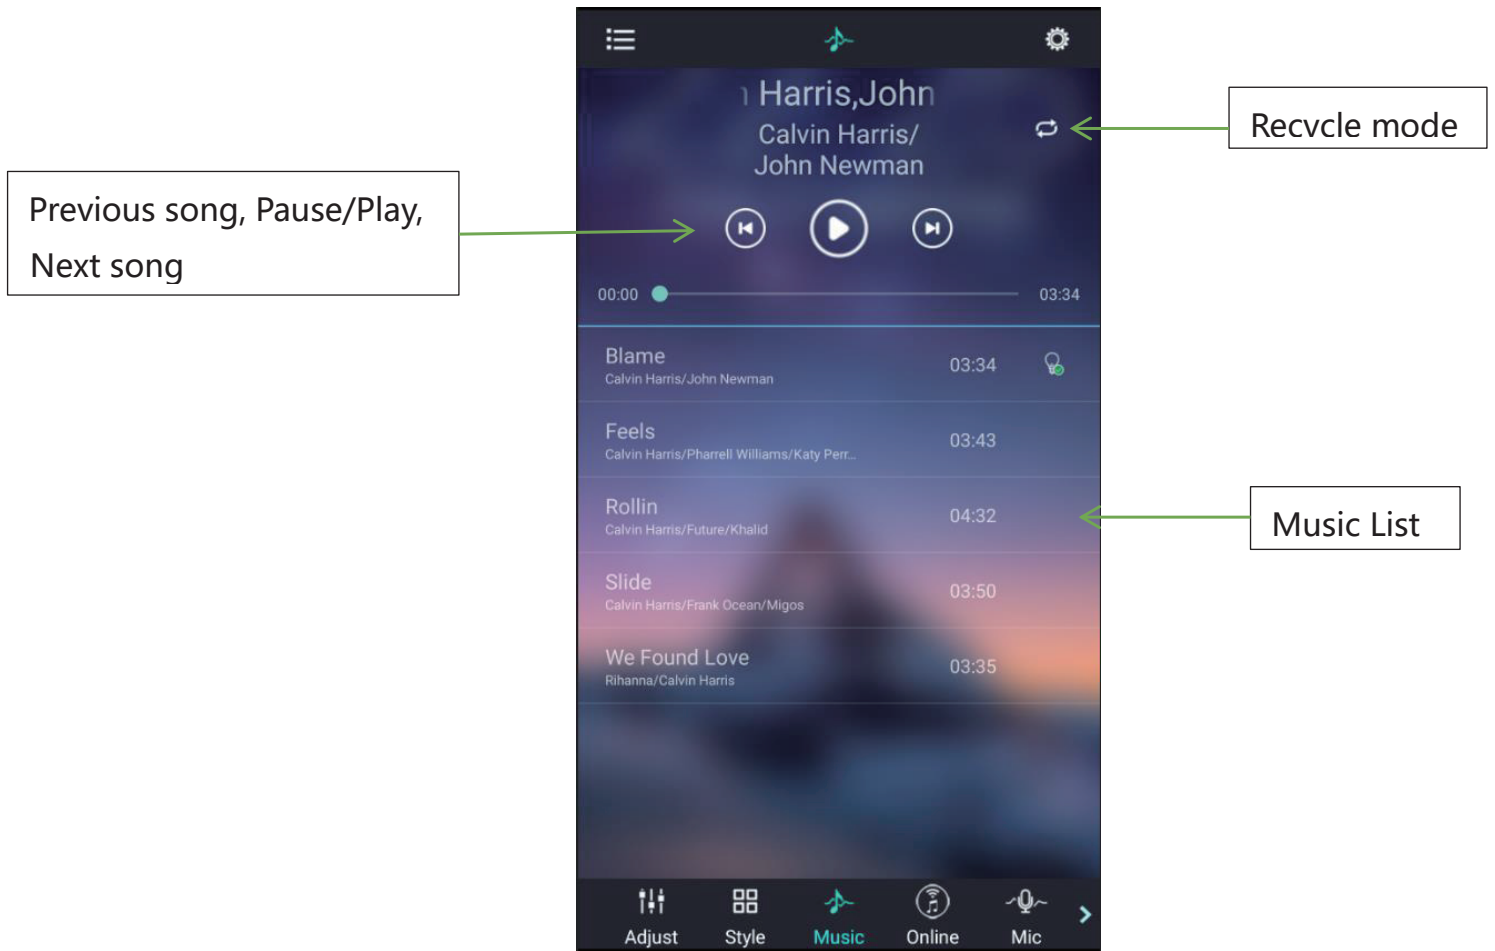 Harris,John
Calvin Harris/
John Newman
Recycle mode
Previous song, Pause/Play,
Next song
00:00
03:34
Blame
Calvin Harris/John Newman
03:34
Feels
Calvin Harris/Pharrell Williams/Katy Perr...
03:43
Rollin
Calvin Harris/Future/Khalid
04:32
Music List
Slide
Calvin Harris/Frank Ocean/Migos
03:50
We Found Love
Rihanna/Calvin Harris
03:35
Adjust
Style
Music
Online
Mic